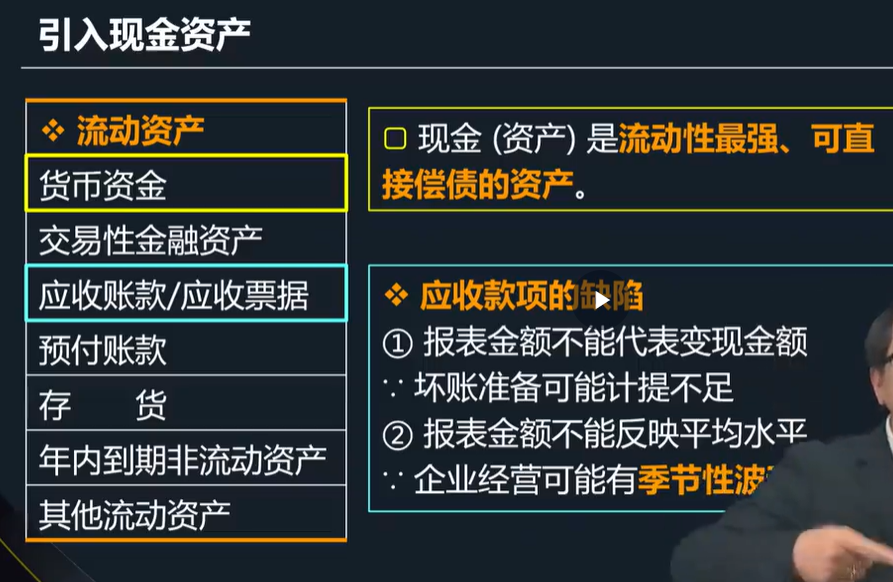 引入现金资产
❖ 流动资产
货币资金
交易性金融资产
应收账款/应收票据
预付账款
存 货
年内到期非流动资产
其他流动资产
▢ 现金 (资产) 是流动性最强、可直
接偿债的资产。
❖ 应收款项的缺陷
① 报表金额不能代表变现金额
∵ 坏账准备可能计提不足
② 报表金额不能反映平均水平
∵ 企业经营可能有季节性波